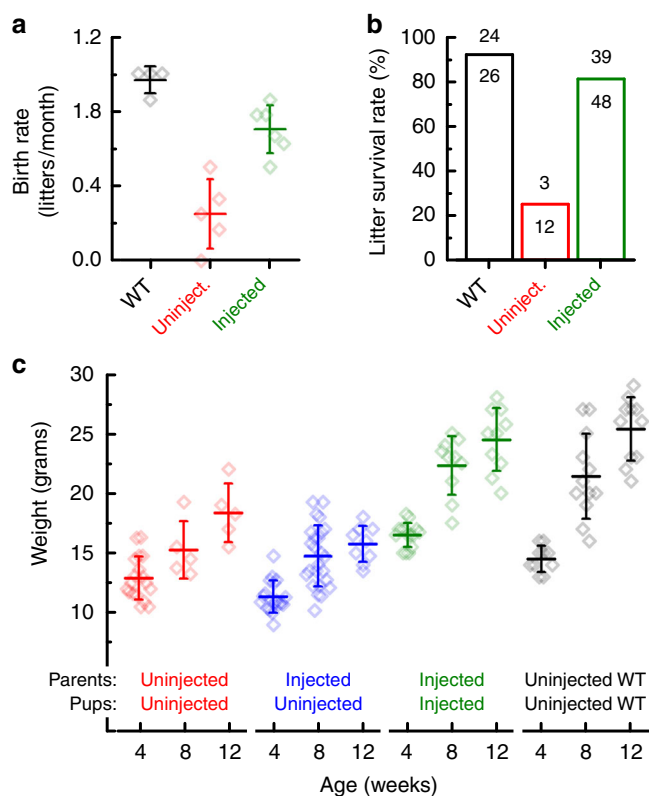 a
Birth rate
(litters/month)
1.2
1.8
0.4
0.0
WT
Uninject.
Injected
b
Litter survival rate (%)
100
80
60
40
20
0
24
26
3
12
39
48
WT
Uninject.
Injected
c
Weight (grams)
30
25
20
15
10
Parents: Uninjected Injected Injected Uninjected WT
Pups: Uninjected Uninjected Injected Uninjected WT
4 8 12 4 8 12 4 8 12 4 8 12
Age (weeks)